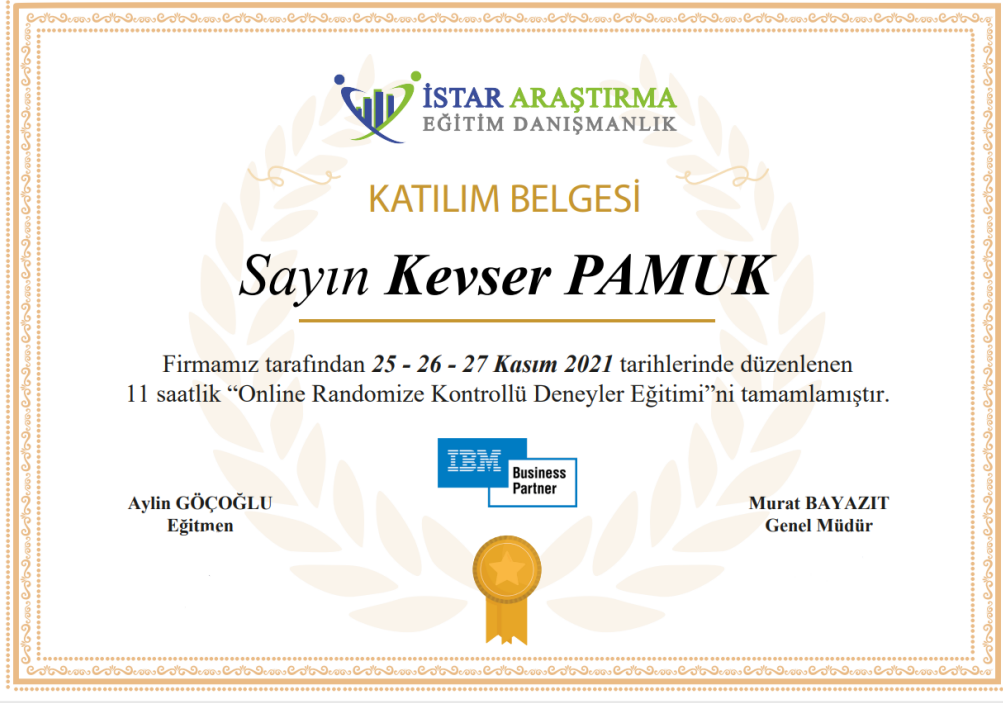 İSTAR ARAŞTIRMA
EĞİTİM DANIŞMANLIK
KATILIM BELGESİ
Sayın Kevser PAMUK
Firmamız tarafından 25 - 26 - 27 Kasım 2021 tarihlerinde düzenlenen
11 saatlik “Online Randomize Kontrollü Deneyler Eğitimi”ni tamamlamıştır.
IBM
Business
Partner
Aylin GÖÇOĞLU
Eğitmen
Murat BAYAZIT
Genel Müdür